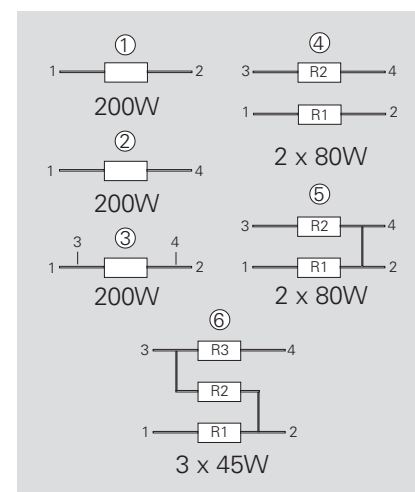 ①
1 2
200W
②
1 4
200W
③
3 4
1 2
200W
④
3 R2 4
1 R1 2
2 x 80W
⑤
3 R2 4
1 R1 2
2 x 80W
⑥
3 R3 4
R2
1 R1 2
3 x 45W